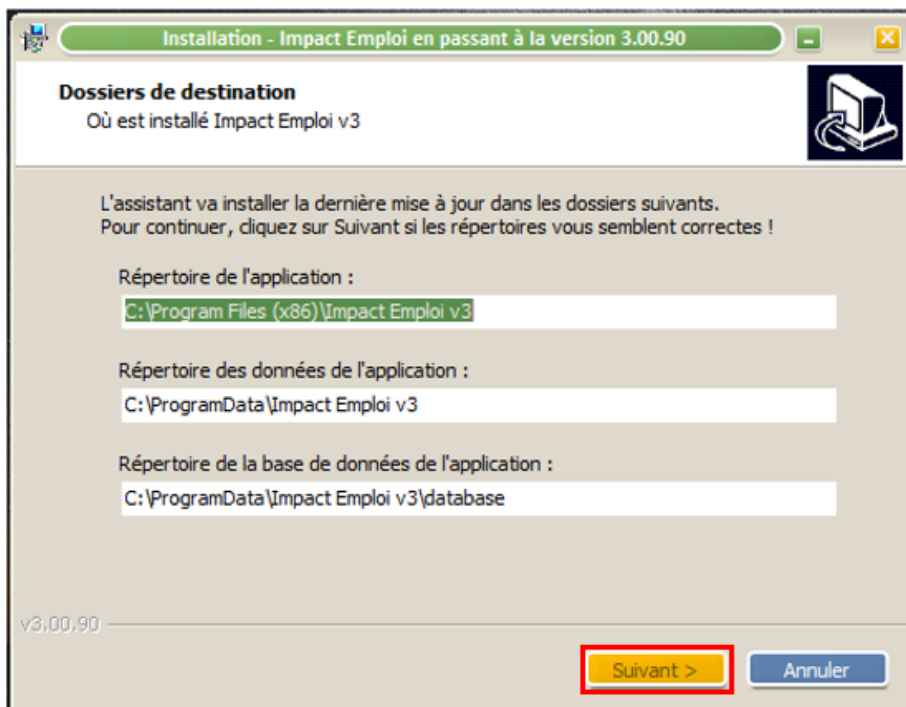 Installation - Impact Emploi en passant à la version 3.00.90
Dossiers de destination
Où est installé Impact Emploi v3
L'assistant va installer la dernière mise à jour dans les dossiers suivants.
Pour continuer, cliquez sur Suivant si les répertoires vous semblent correctes !
Répertoire de l'application :
C:\Program Files (x86)\Impact Emploi v3
Répertoire des données de l'application :
C:\ProgramData\Impact Emploi v3
Répertoire de la base de données de l'application :
C:\ProgramData\Impact Emploi v3\database
v3.00.90
Suivant >
Annuler